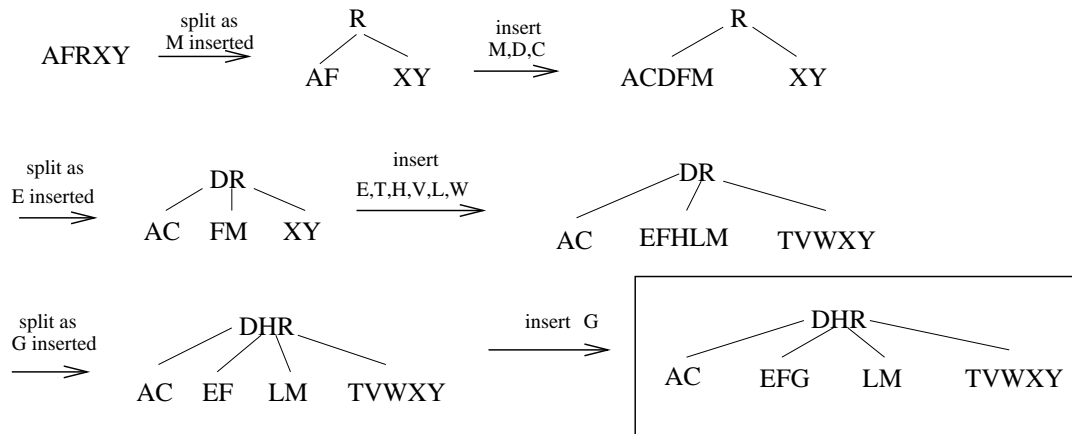 split as
M inserted
AFRXY
R
AF XY
insert
M,D,C
R
ACDFM XY
split as
E inserted
DR
AC FM XY
insert
E,T,H,V,L,W
DR
AC EFHLM TVWXY
split as
G inserted
DHR
AC EF LM TVWXY
insert G
DHR
AC EFG LM TVWXY